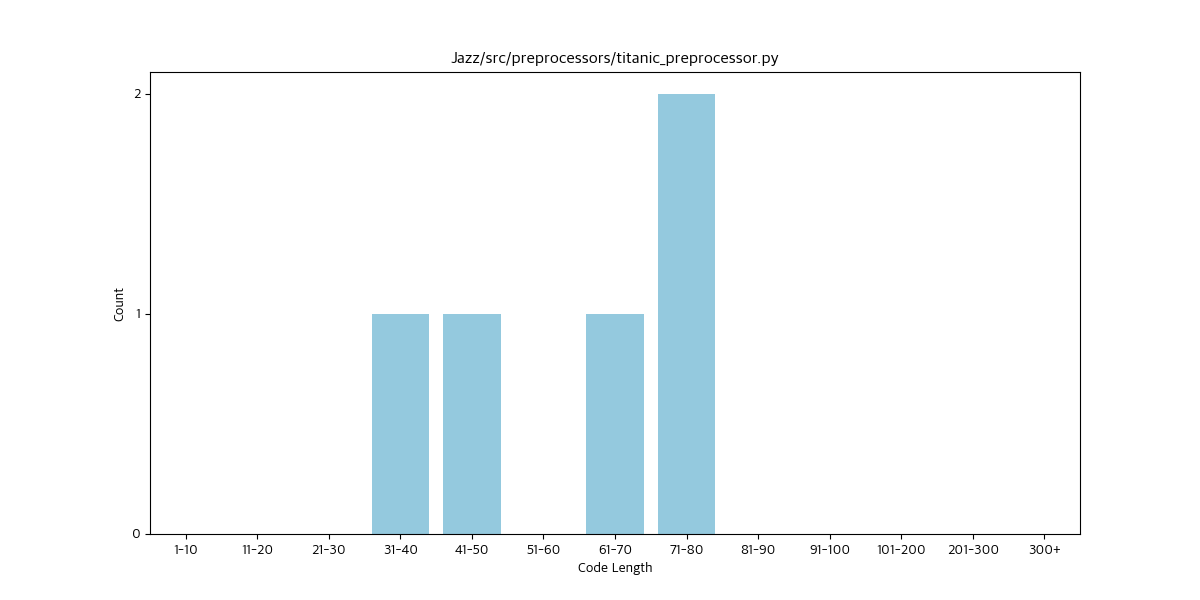 Jazz/src/preprocessors/titanic_preprocessor.py
2
1
0
Count
1-10 11-20 21-30 31-40 41-50 51-60 61-70 71-80 81-90 91-100 101-200 201-300 300+
Code Length